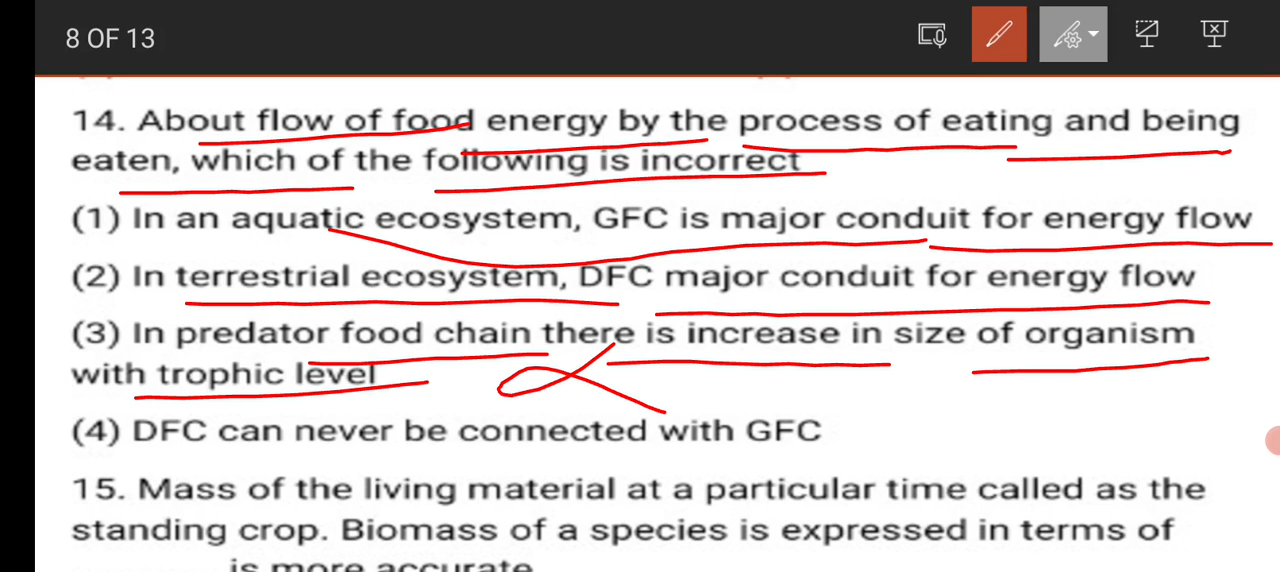 8 OF 13
14. About flow of food energy by the process of eating and being
eaten, which of the following is incorrect
(1) In an aquatic ecosystem, GFC is major conduit for energy flow
(2) In terrestrial ecosystem, DFC major conduit for energy flow
(3) In predator food chain there is increase in size of organism
with trophic level
(4) DFC can never be connected with GFC
15. Mass of the living material at a particular time called as the
standing crop. Biomass of a species is expressed in terms of
is more accurate